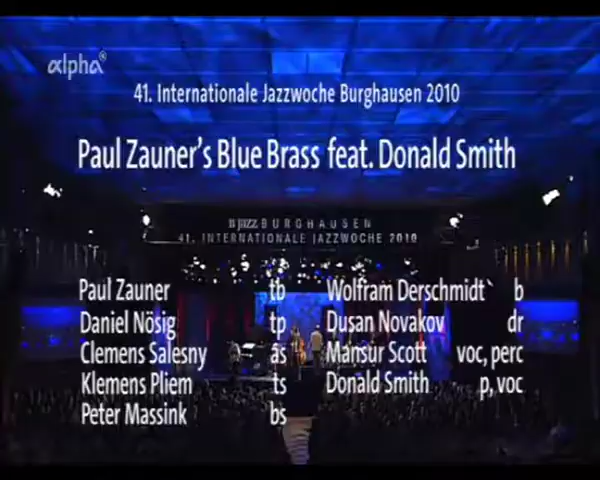 alpha
41. Internationale Jazzwoche Burghausen 2010
Paul Zauner's Blue Brass feat. Donald Smith
jazz BURGHAUSEN
41. INTERNATIONALE JAZZWOCHE 2010
Paul Zauner tb
Daniel Nösig tp
Clemens Salesny as
Klemens Pliem ts
Peter Massink bs
Wolfram Derschmidt b
Dusan Novakov dr
Mansur Scott voc, perc
Donald Smith p, voc